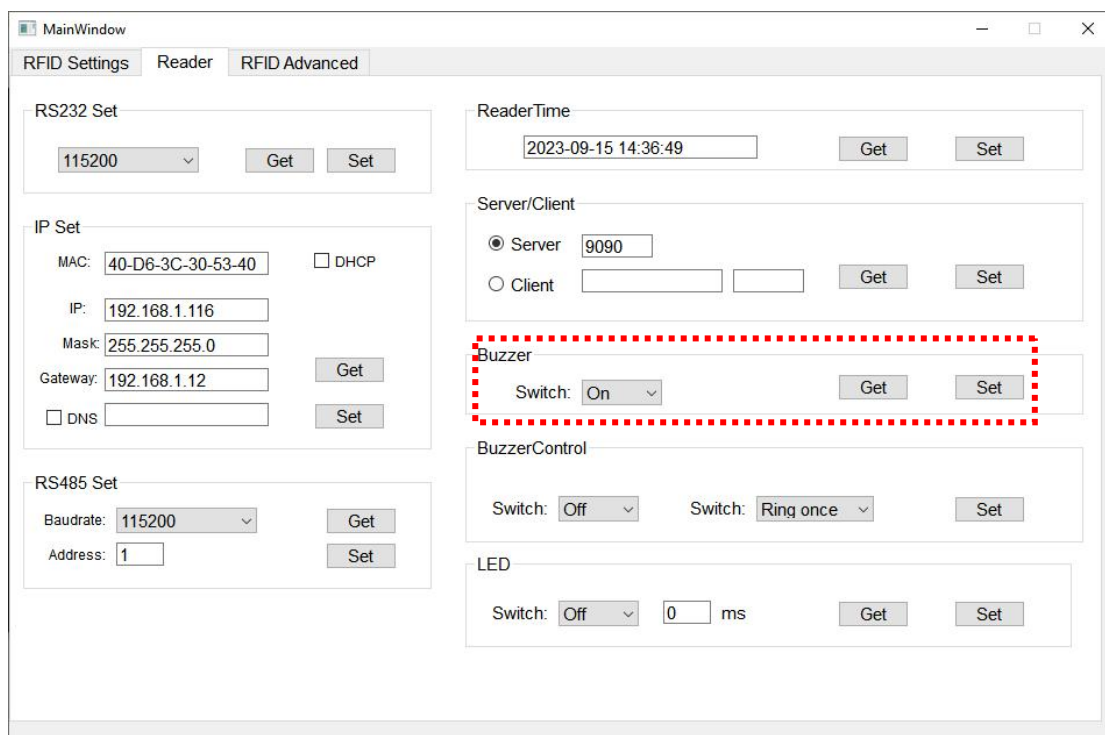 MainWindow
RFID Settings Reader RFID Advanced
RS232 Set
115200 Get Set
IP Set
MAC: 40-D6-3C-30-53-40 DHCP
IP: 192.168.1.116
Mask: 255.255.255.0
Gateway: 192.168.1.12 Get
DNS Set
RS485 Set
Baudrate: 115200 Get
Address: 1 Set
ReaderTime
2023-09-15 14:36:49 Get Set
Server/Client
Server 9090
Client Get Set
Buzzer
Switch: On Get Set
BuzzerControl
Switch: Off Switch: Ring once Set
LED
Switch: Off 0 ms Get Set